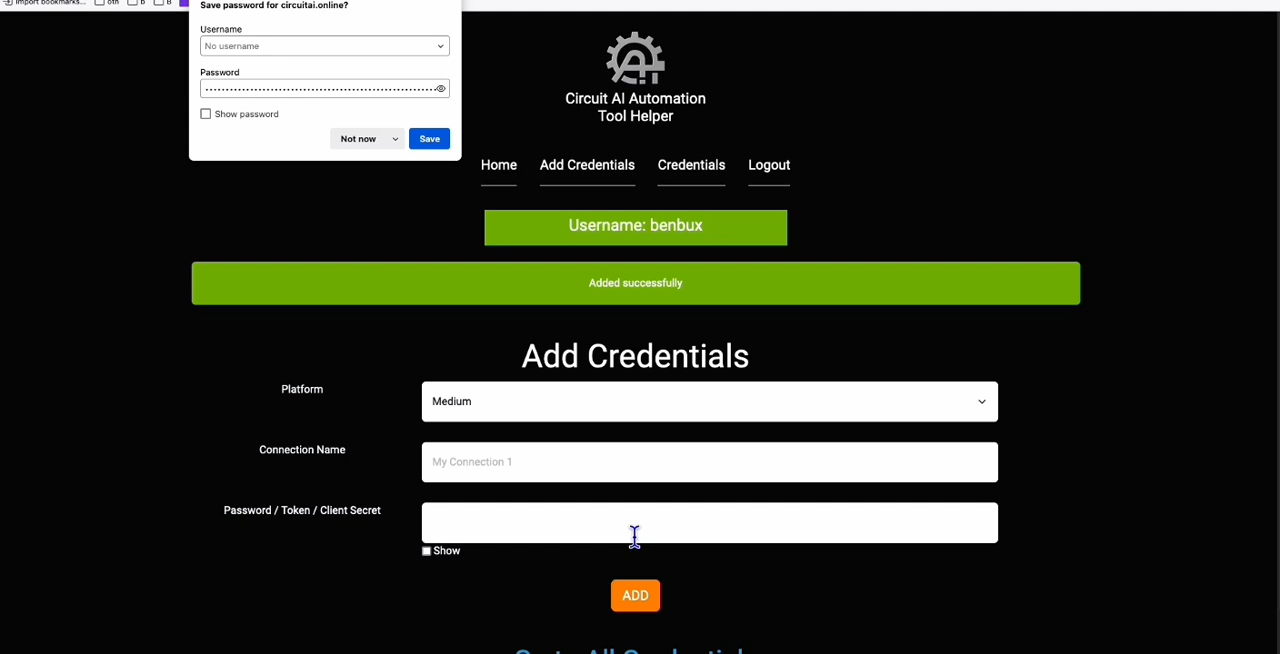 Import bookmarks...
oth
b
B
Save password for circuitai.online?
Username
No username
Password
Show password
Not now
Save
Circuit AI Automation
Tool Helper
Home
Add Credentials
Credentials
Logout
Username: benbux
Added successfully
Add Credentials
Platform
Medium
Connection Name
My Connection 1
Password / Token / Client Secret
Show
ADD